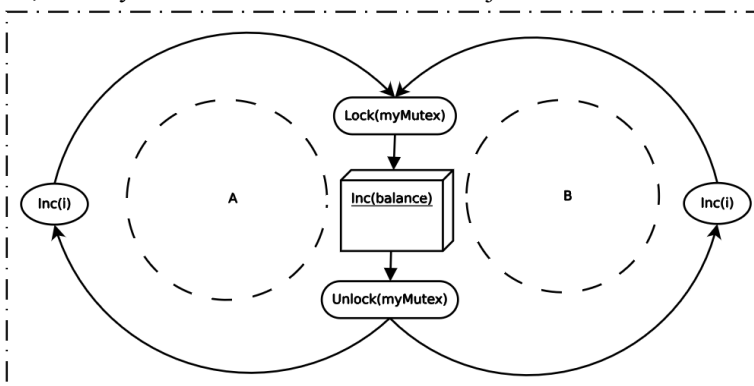 Lock(myMutex)
Inc(balance)
A
B
Inc(i)
Inc(i)
Unlock(myMutex)